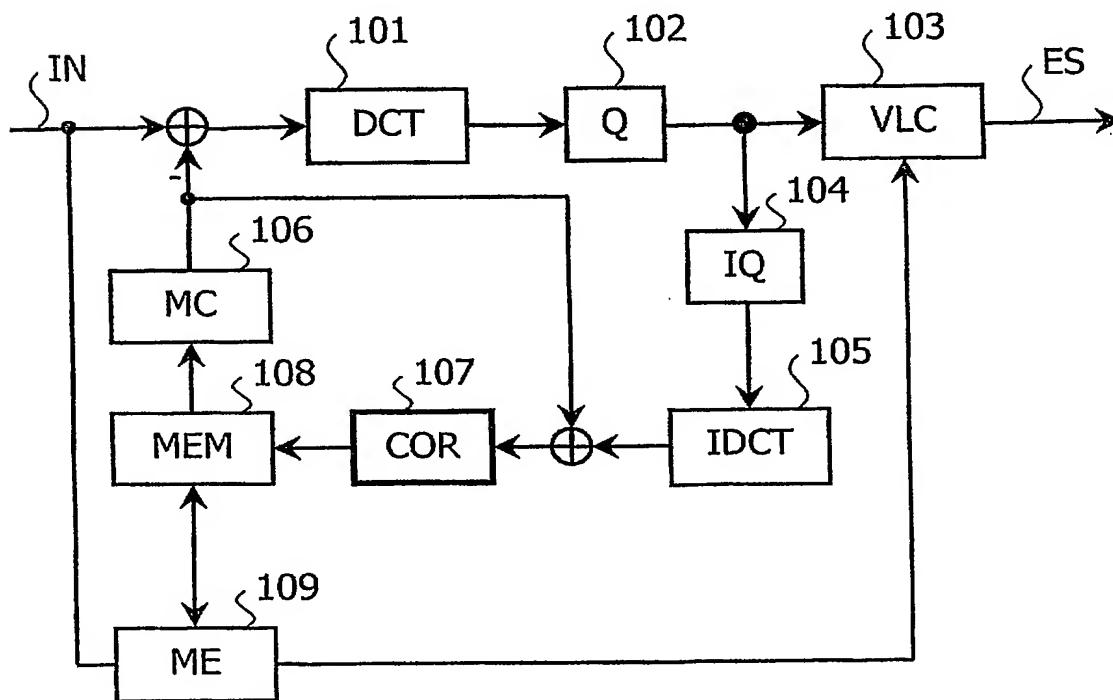 101
102
103
IN
ES
DCT
Q
VLC
-
104
106
IQ
MC
105
108
107
MEM
COR
IDCT
109
ME